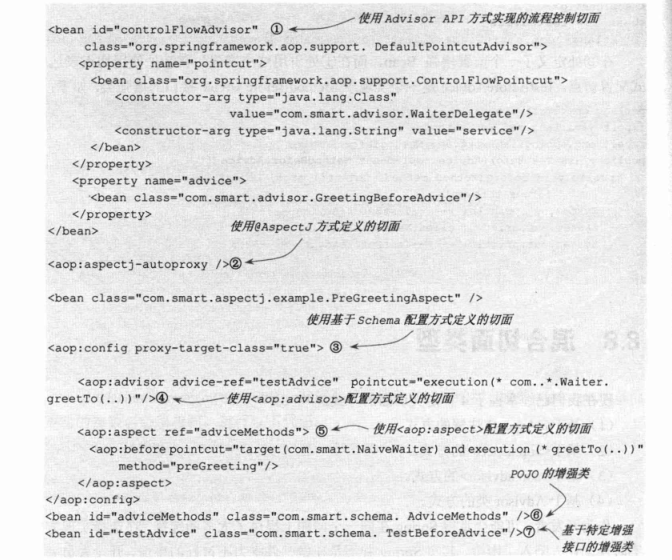 使用 Advisor API 方式实现的流程控制切面
<bean id="controlFlowAdvisor" ①
class="org.springframework.aop.support. DefaultPointcutAdvisor">
<property name="pointcut">
<bean class="org.springframework.aop.support.ControlFlowPointcut">
<constructor-arg type="java.lang.Class"
value="com.smart.advisor.WaiterDelegate"/>
<constructor-arg type="java.lang.String" value="service"/>
</bean>
</property>
<property name="advice">
<bean class="com.smart.advisor.GreetingBeforeAdvice"/>
</property>
</bean>
使用@AspectJ 方式定义的切面
<aop:aspectj-autoproxy />②
<bean class="com.smart.aspectj.example.PreGreetingAspect" />
使用基于 Schema 配置方式定义的切面
<aop:config proxy-target-class="true"> ③
<aop:advisor advice-ref="testAdvice" pointcut="execution(* com..*.Waiter.
greetTo(..))"/>④ 使用<aop:advisor>配置方式定义的切面
<aop:aspect ref="adviceMethods"> ⑤ 使用<aop:aspect>配置方式定义的切面
<aop:before pointcut="target(com.smart.NaiveWaiter) and execution (* greetTo(..))"
method="preGreeting"/>
</aop:aspect>
POJO 的增强类
</aop:config>
<bean id="adviceMethods" class="com.smart.schema. AdviceMethods" />⑥
<bean id="testAdvice" class="com.smart.schema. TestBeforeAdvice"/>⑦ 基于特定增强
接口的增强类